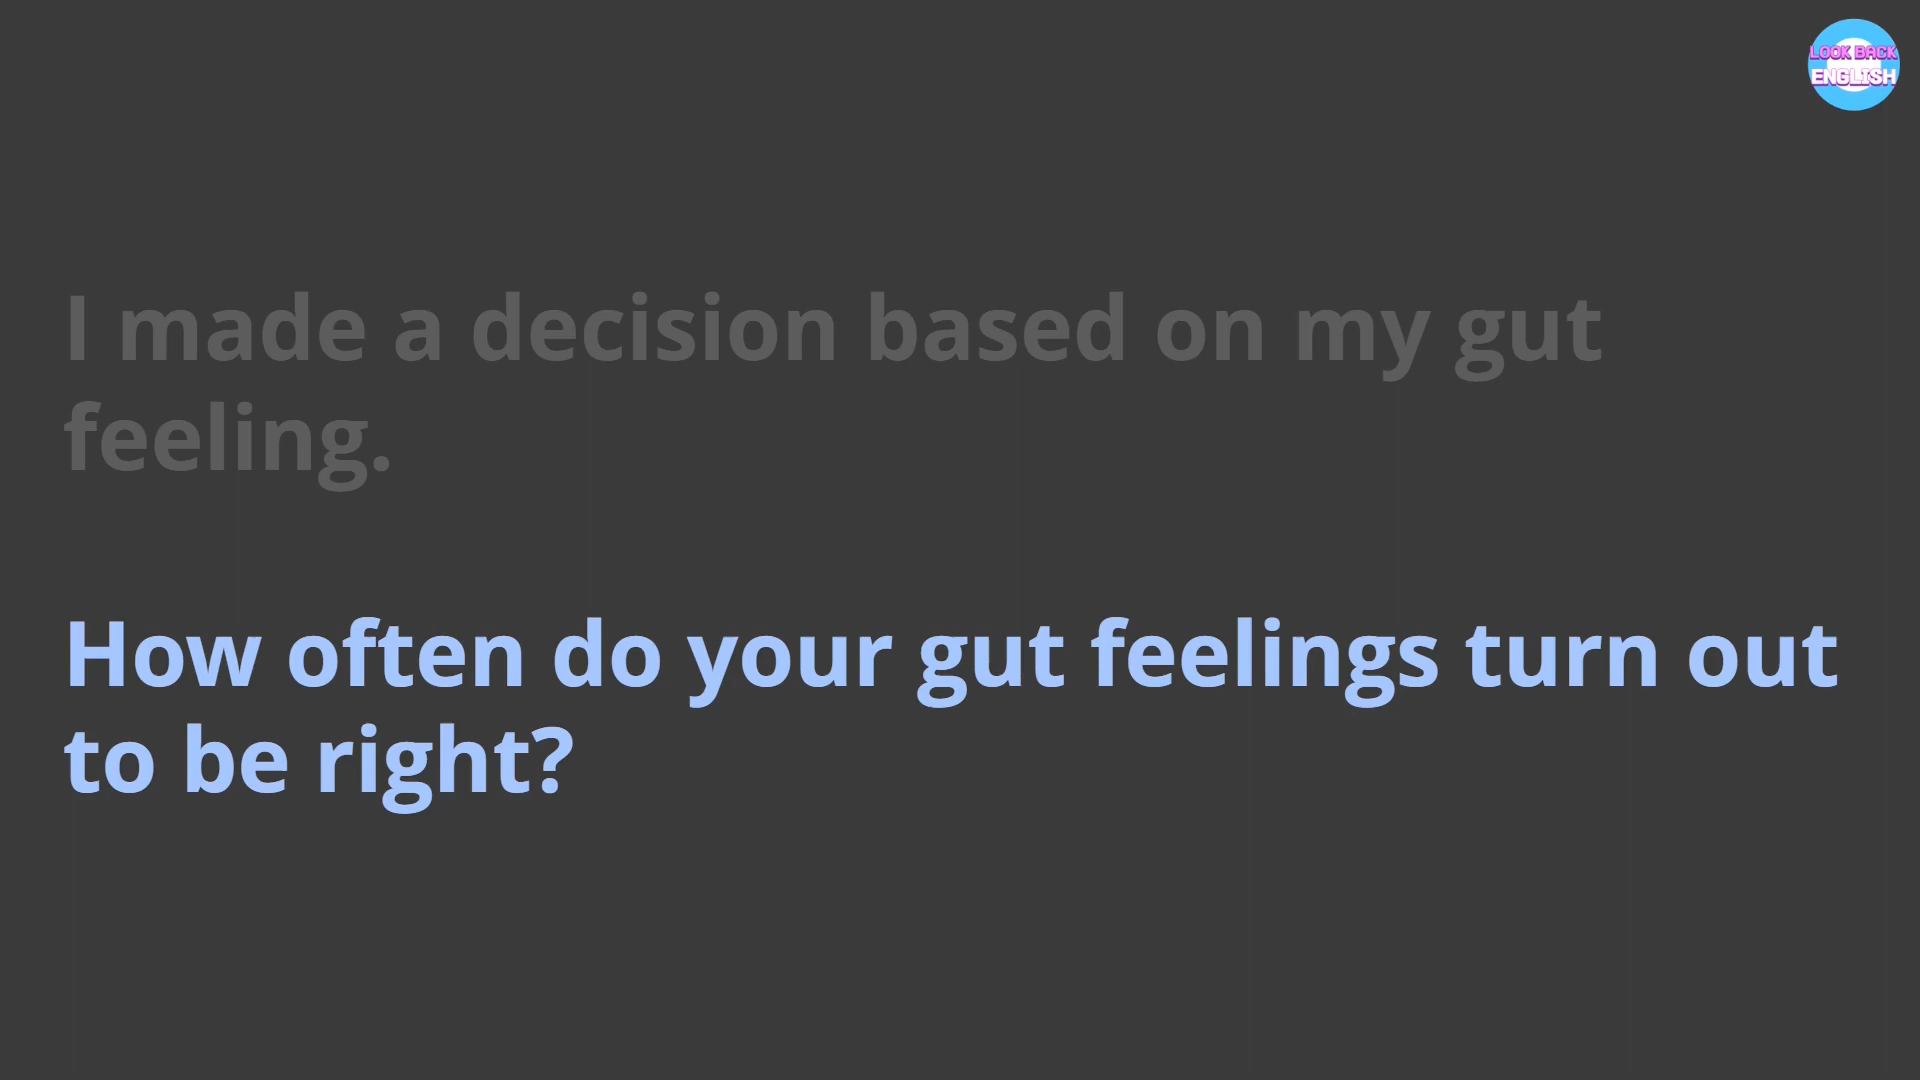 LOOK BACK
ENGLISH
I made a decision based on my gut
feeling.
How often do your gut feelings turn out
to be right?